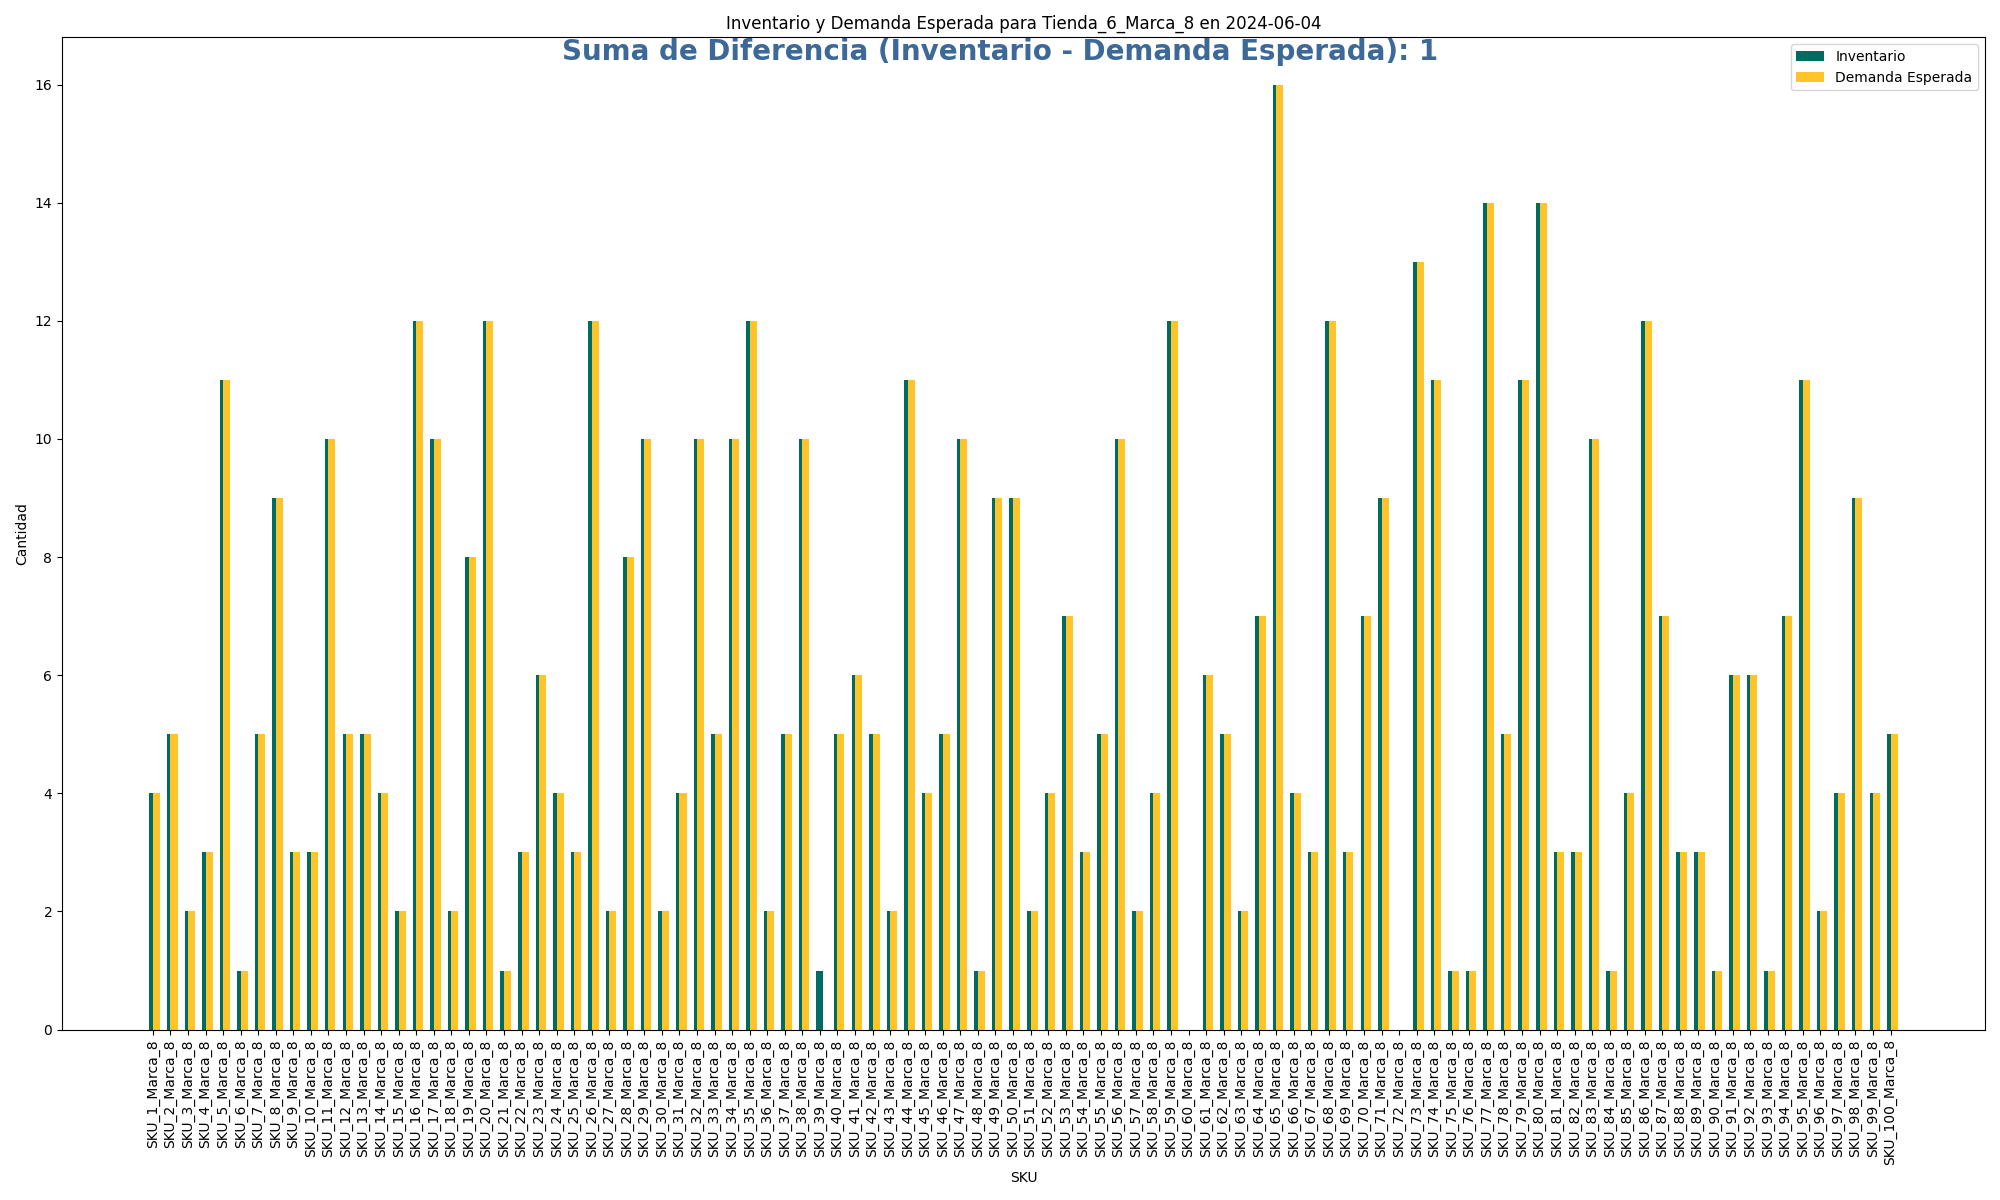 Inventario y Demanda Esperada para Tienda_6_Marca_8 en 2024-06-04
Suma de Diferencia (Inventario - Demanda Esperada): 1
Inventario
Demanda Esperada
Cantidad
16
14
12
10
8
6
4
2
0
SKU_1_Marca_8
SKU_2_Marca_8
SKU_3_Marca_8
SKU_4_Marca_8
SKU_5_Marca_8
SKU_6_Marca_8
SKU_7_Marca_8
SKU_8_Marca_8
SKU_9_Marca_8
SKU_10_Marca_8
SKU_11_Marca_8
SKU_12_Marca_8
SKU_13_Marca_8
SKU_14_Marca_8
SKU_15_Marca_8
SKU_16_Marca_8
SKU_17_Marca_8
SKU_18_Marca_8
SKU_19_Marca_8
SKU_20_Marca_8
SKU_21_Marca_8
SKU_22_Marca_8
SKU_23_Marca_8
SKU_24_Marca_8
SKU_25_Marca_8
SKU_26_Marca_8
SKU_27_Marca_8
SKU_28_Marca_8
SKU_29_Marca_8
SKU_30_Marca_8
SKU_31_Marca_8
SKU_32_Marca_8
SKU_33_Marca_8
SKU_34_Marca_8
SKU_35_Marca_8
SKU_36_Marca_8
SKU_37_Marca_8
SKU_38_Marca_8
SKU_39_Marca_8
SKU_40_Marca_8
SKU_41_Marca_8
SKU_42_Marca_8
SKU_43_Marca_8
SKU_44_Marca_8
SKU_45_Marca_8
SKU_46_Marca_8
SKU_47_Marca_8
SKU_48_Marca_8
SKU_49_Marca_8
SKU_50_Marca_8
SKU_51_Marca_8
SKU_52_Marca_8
SKU_53_Marca_8
SKU_54_Marca_8
SKU_55_Marca_8
SKU_56_Marca_8
SKU_57_Marca_8
SKU_58_Marca_8
SKU_59_Marca_8
SKU_60_Marca_8
SKU_61_Marca_8
SKU_62_Marca_8
SKU_63_Marca_8
SKU_64_Marca_8
SKU_65_Marca_8
SKU_66_Marca_8
SKU_67_Marca_8
SKU_68_Marca_8
SKU_69_Marca_8
SKU_70_Marca_8
SKU_71_Marca_8
SKU_72_Marca_8
SKU_73_Marca_8
SKU_74_Marca_8
SKU_75_Marca_8
SKU_76_Marca_8
SKU_77_Marca_8
SKU_78_Marca_8
SKU_79_Marca_8
SKU_80_Marca_8
SKU_81_Marca_8
SKU_82_Marca_8
SKU_83_Marca_8
SKU_84_Marca_8
SKU_85_Marca_8
SKU_86_Marca_8
SKU_87_Marca_8
SKU_88_Marca_8
SKU_89_Marca_8
SKU_90_Marca_8
SKU_91_Marca_8
SKU_92_Marca_8
SKU_93_Marca_8
SKU_94_Marca_8
SKU_95_Marca_8
SKU_96_Marca_8
SKU_97_Marca_8
SKU_98_Marca_8
SKU_99_Marca_8
SKU_100_Marca_8
SKU